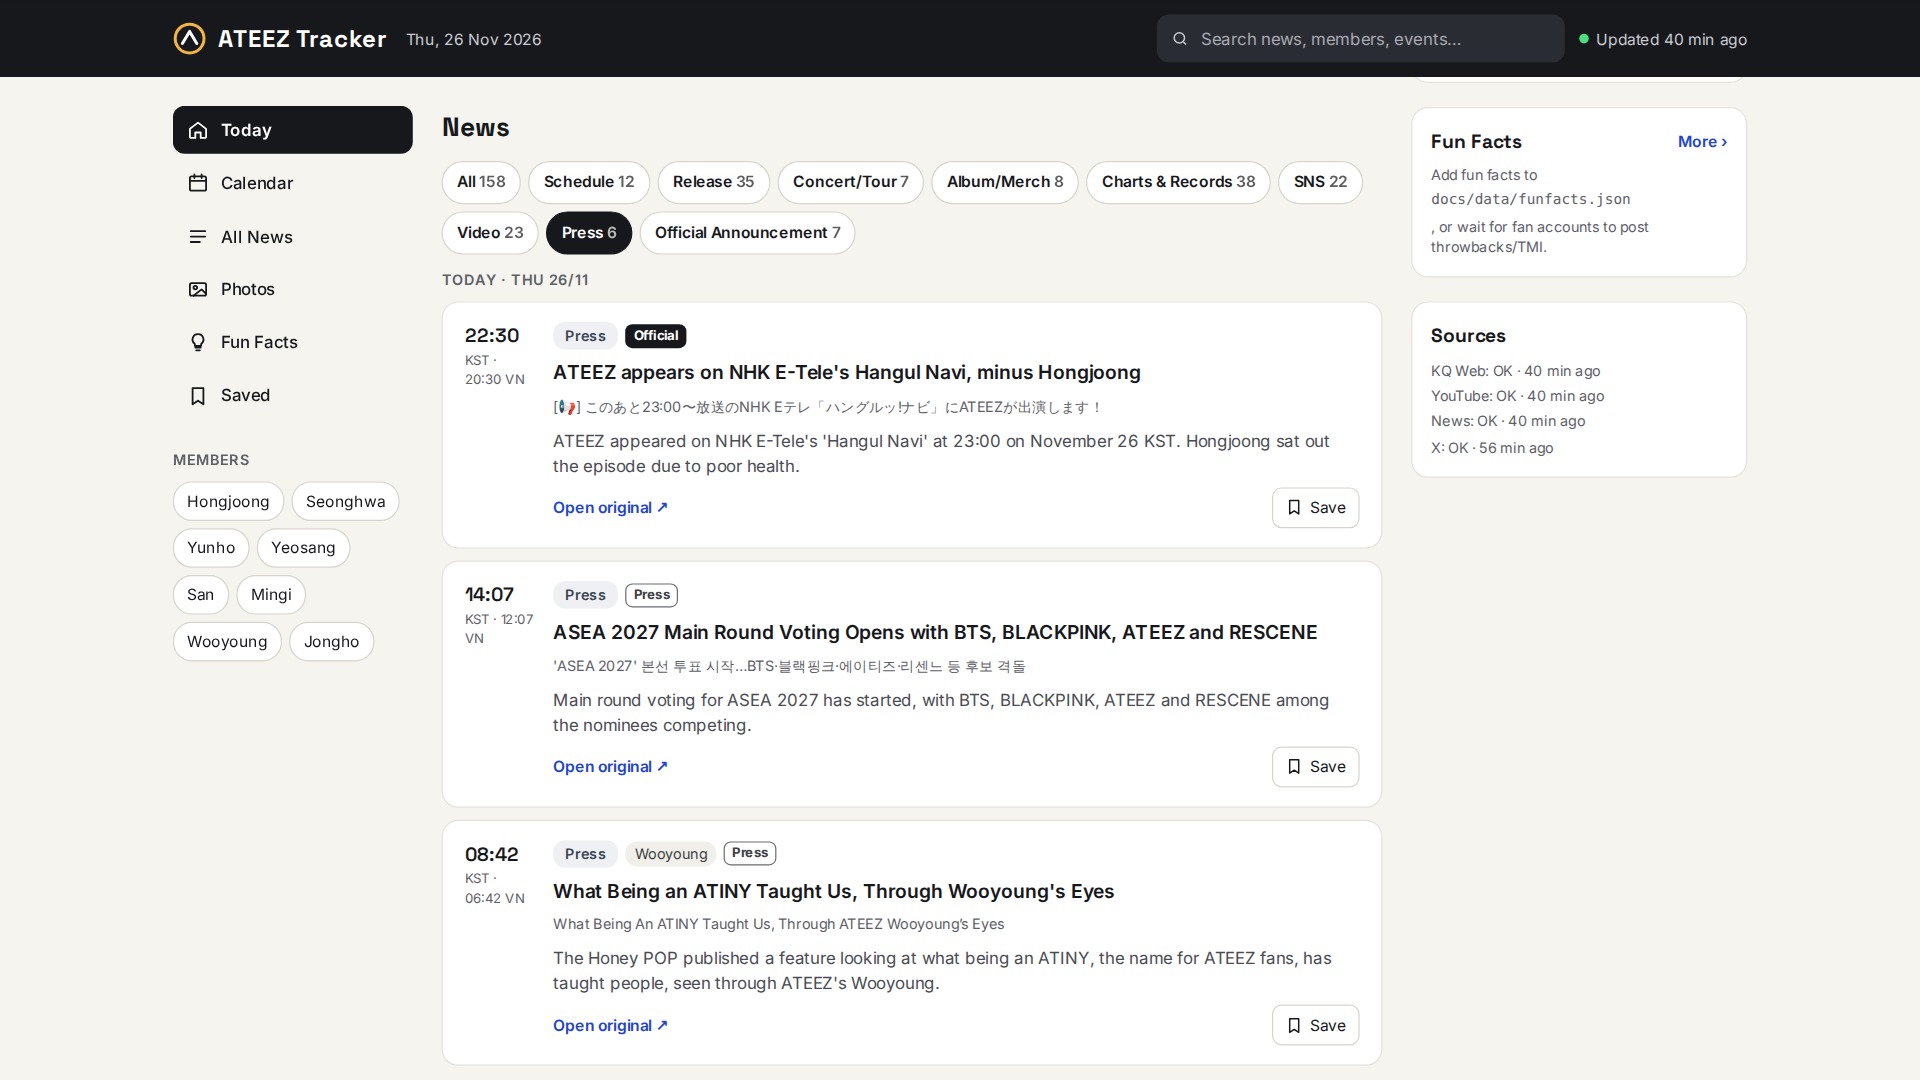 ATEEZ Tracker
Thu, 26 Nov 2026
Search news, members, events...
Updated 40 min ago
Today
Calendar
All News
Photos
Fun Facts
Saved
MEMBERS
Hongjoong
Seonghwa
Yunho
Yeosang
San
Mingi
Wooyoung
Jongho
News
All 158
Schedule 12
Release 35
Concert/Tour 7
Album/Merch 8
Charts & Records 38
SNS 22
Video 23
Press 6
Official Announcement 7
TODAY · THU 26/11
22:30
KST ·
20:30 VN
Press
Official
ATEEZ appears on NHK E-Tele's Hangul Navi, minus Hongjoong
[📢] このあと23:00〜放送のNHK Eテレ「ハングルッ!ナビ」にATEEZが出演します！
ATEEZ appeared on NHK E-Tele's 'Hangul Navi' at 23:00 on November 26 KST. Hongjoong sat out
the episode due to poor health.
Open original ↗
Save
14:07
KST · 12:07
VN
Press
Press
ASEA 2027 Main Round Voting Opens with BTS, BLACKPINK, ATEEZ and RESCENE
'ASEA 2027' 본선 투표 시작…BTS·블랙핑크·에이티즈·리센느 등 후보 격돌
Main round voting for ASEA 2027 has started, with BTS, BLACKPINK, ATEEZ and RESCENE among
the nominees competing.
Open original ↗
Save
08:42
KST ·
06:42 VN
Press
Wooyoung
Press
What Being an ATINY Taught Us, Through Wooyoung's Eyes
What Being An ATINY Taught Us, Through ATEEZ Wooyoung’s Eyes
The Honey POP published a feature looking at what being an ATINY, the name for ATEEZ fans, has
taught people, seen through ATEEZ's Wooyoung.
Open original ↗
Save
Fun Facts
More ›
Add fun facts to
docs/data/funfacts.json
, or wait for fan accounts to post
throwbacks/TMI.
Sources
KQ Web: OK · 40 min ago
YouTube: OK · 40 min ago
News: OK · 40 min ago
X: OK · 56 min ago